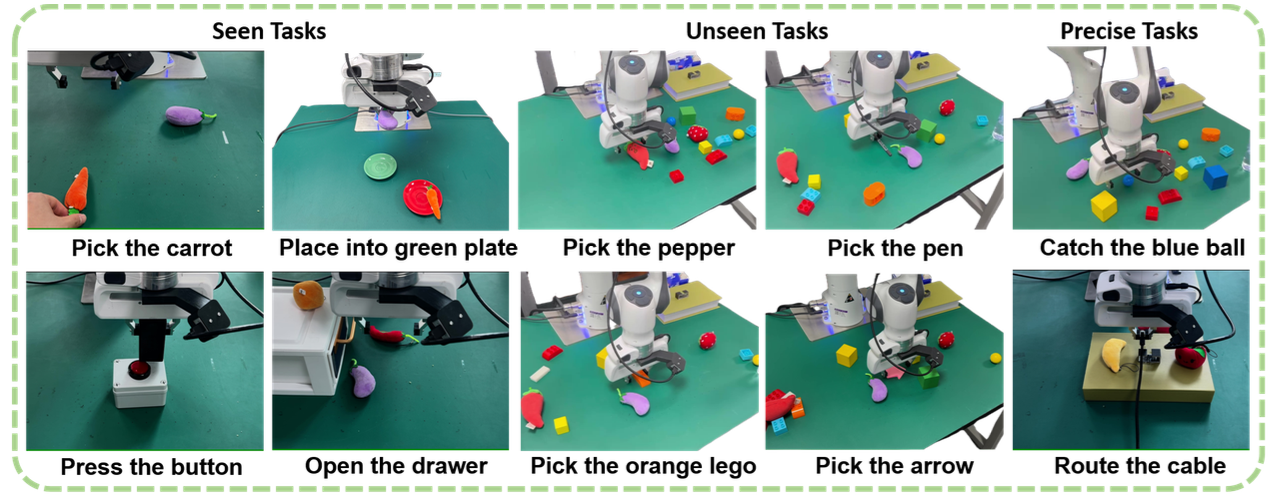 Seen Tasks
Unseen Tasks
Precise Tasks
Pick the carrot
Place into green plate
Pick the pepper
Pick the pen
Catch the blue ball
Press the button
Open the drawer
Pick the orange lego
Pick the arrow
Route the cable